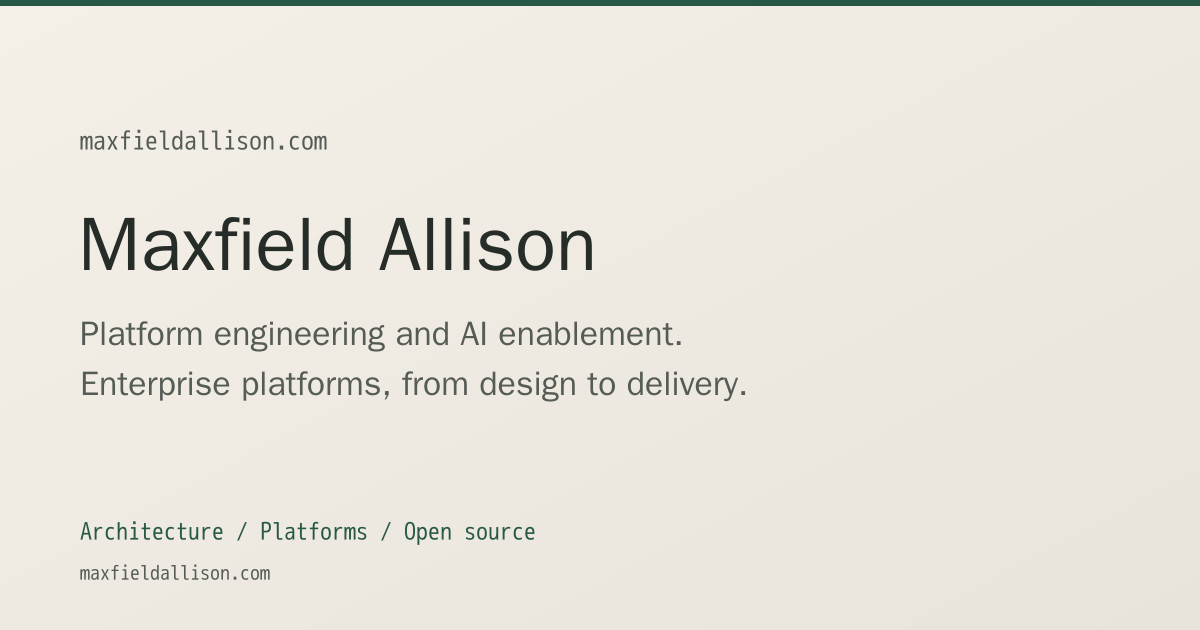 maxfieldallison.com
Maxfield Allison
Platform engineering and AI enablement.
Enterprise platforms, from design to delivery.
Architecture / Platforms / Open source
maxfieldallison.com